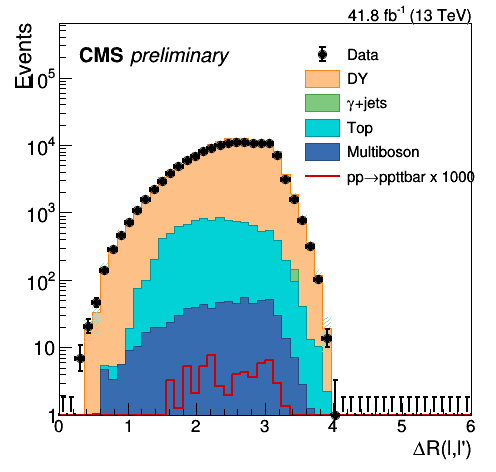 41.8 fb⁻¹ (13 TeV)
Events
CMS preliminary
Data
DY
γ+jets
Top
Multiboson
pp→ppttbar x 1000
10⁵
10⁴
10³
10²
10
1
0 1 2 3 4 5 6
ΔR(l,l')